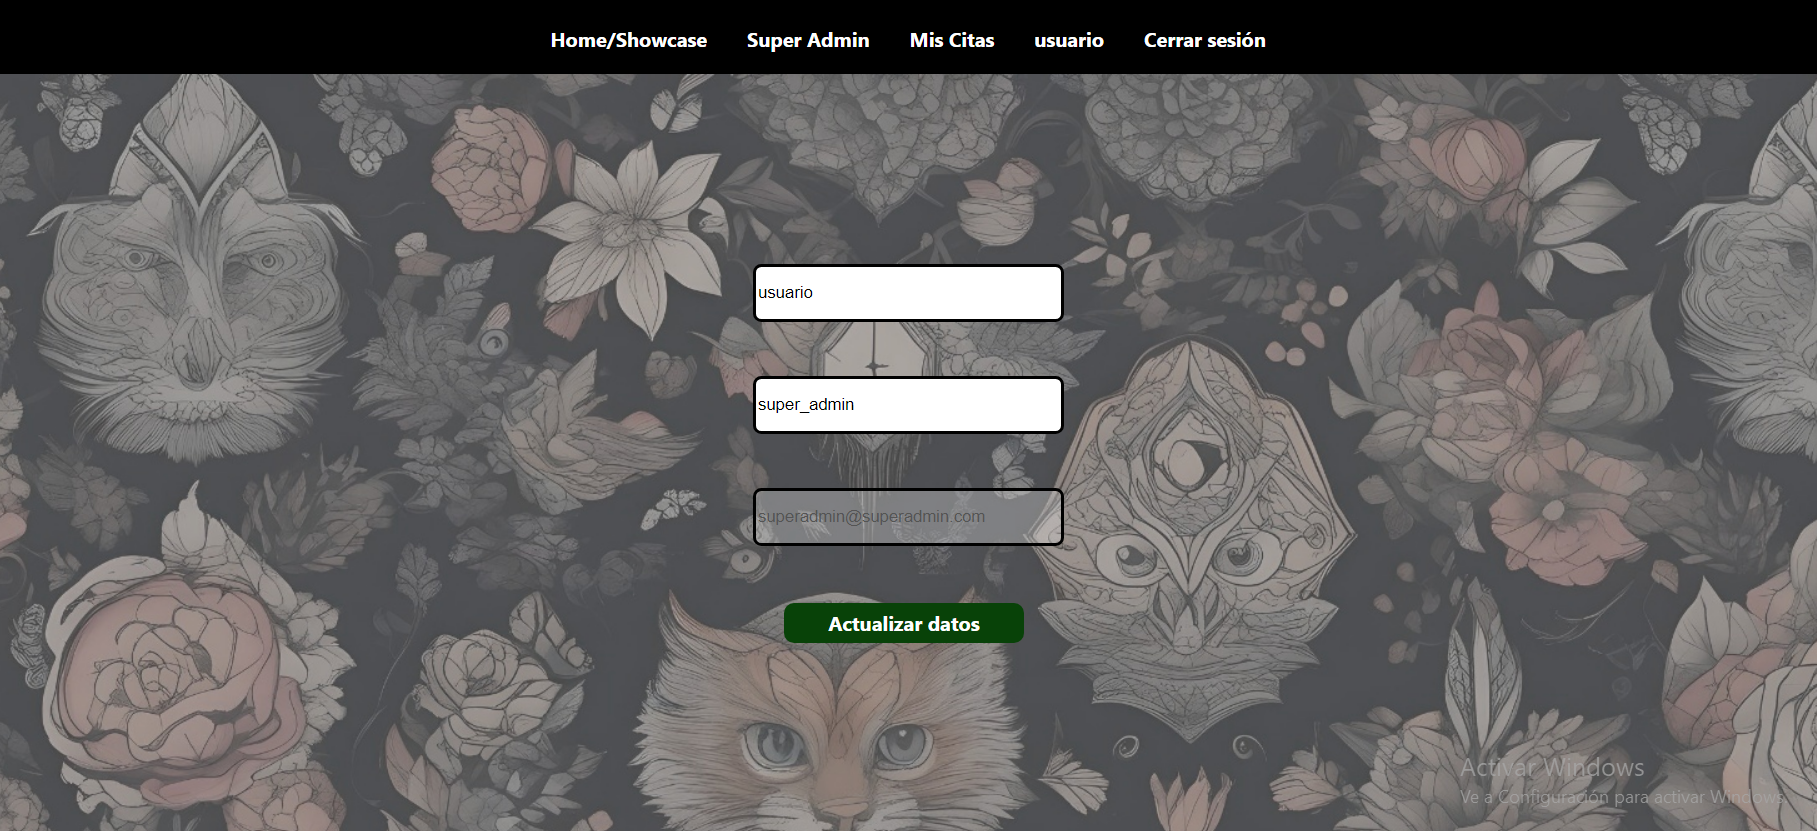 Home/Showcase Super Admin Mis Citas usuario Cerrar sesión
usuario
super_admin
superadmin@superadmin.com
Actualizar datos
Activar Windows
Ve a Configuración para activar Windows.